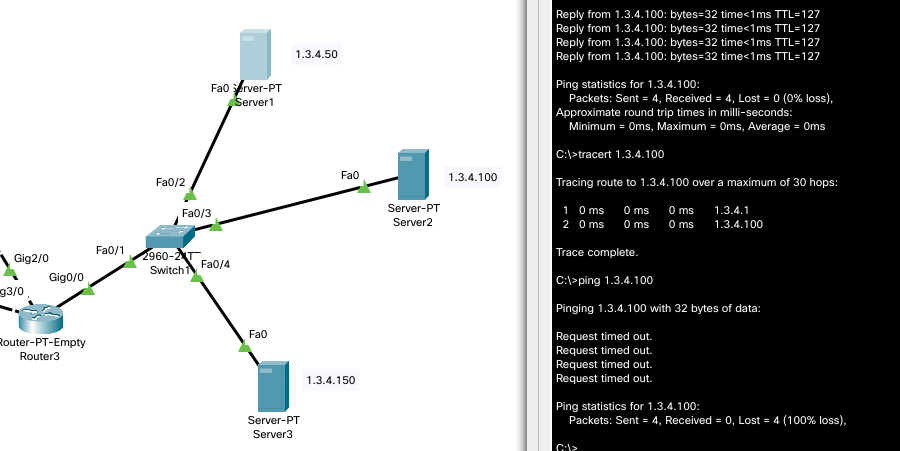 1.3.4.50
Fa0
Server-PT
Server1
Fa0/2
Fa0
1.3.4.100
Server-PT
Server2
Fa0/3
2960-24TT
Switch1
Fa0/1
Fa0/4
Gig2/0
Gig0/0
g3/0
Router-PT-Empty
Router3
Fa0
1.3.4.150
Server-PT
Server3
Reply from 1.3.4.100: bytes=32 time<1ms TTL=127
Reply from 1.3.4.100: bytes=32 time<1ms TTL=127
Reply from 1.3.4.100: bytes=32 time<1ms TTL=127
Reply from 1.3.4.100: bytes=32 time<1ms TTL=127
Ping statistics for 1.3.4.100:
Packets: Sent = 4, Received = 4, Lost = 0 (0% loss),
Approximate round trip times in milli-seconds:
Minimum = 0ms, Maximum = 0ms, Average = 0ms
C:\>tracert 1.3.4.100
Tracing route to 1.3.4.100 over a maximum of 30 hops:
1 0 ms 0 ms 0 ms 1.3.4.1
2 0 ms 0 ms 0 ms 1.3.4.100
Trace complete.
C:\>ping 1.3.4.100
Pinging 1.3.4.100 with 32 bytes of data:
Request timed out.
Request timed out.
Request timed out.
Request timed out.
Ping statistics for 1.3.4.100:
Packets: Sent = 4, Received = 0, Lost = 4 (100% loss),
C:\>